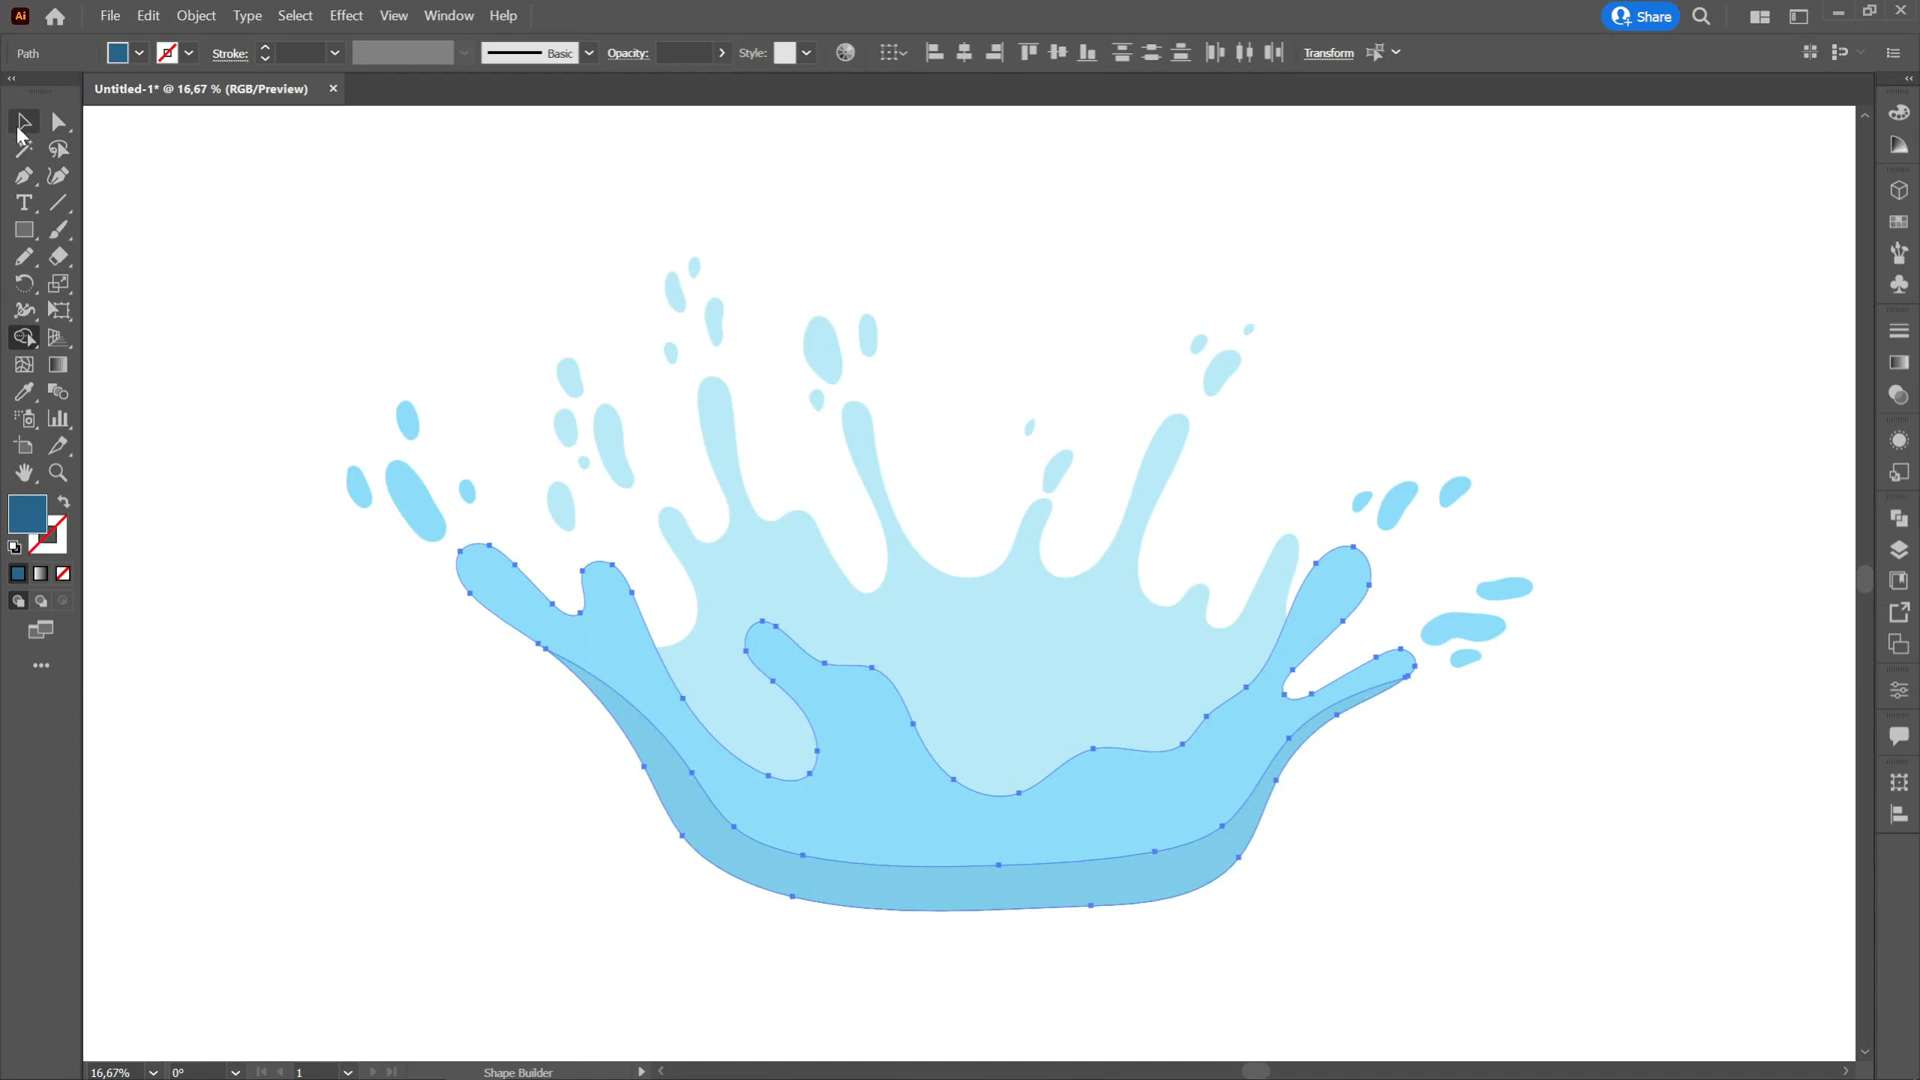 Ai File Edit Object Type Select Effect View Window Help Share
Path Stroke: Basic Opacity: Style: Transform
Untitled-1* @ 16,67 % (RGB/Preview)
T
16,67% 0° 1 Shape Builder